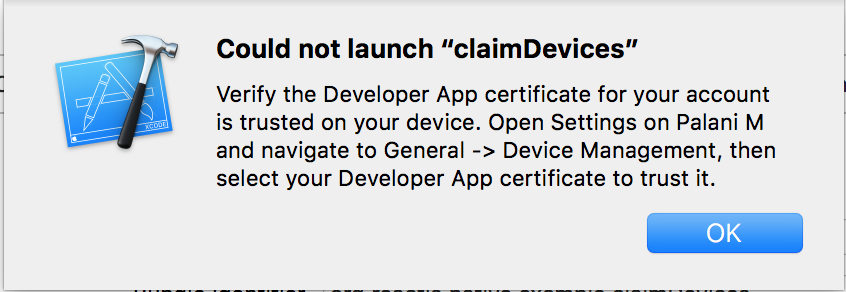 Could not launch “claimDevices”
Verify the Developer App certificate for your account
is trusted on your device. Open Settings on Palani M
and navigate to General -> Device Management, then
select your Developer App certificate to trust it.
XCODE
OK